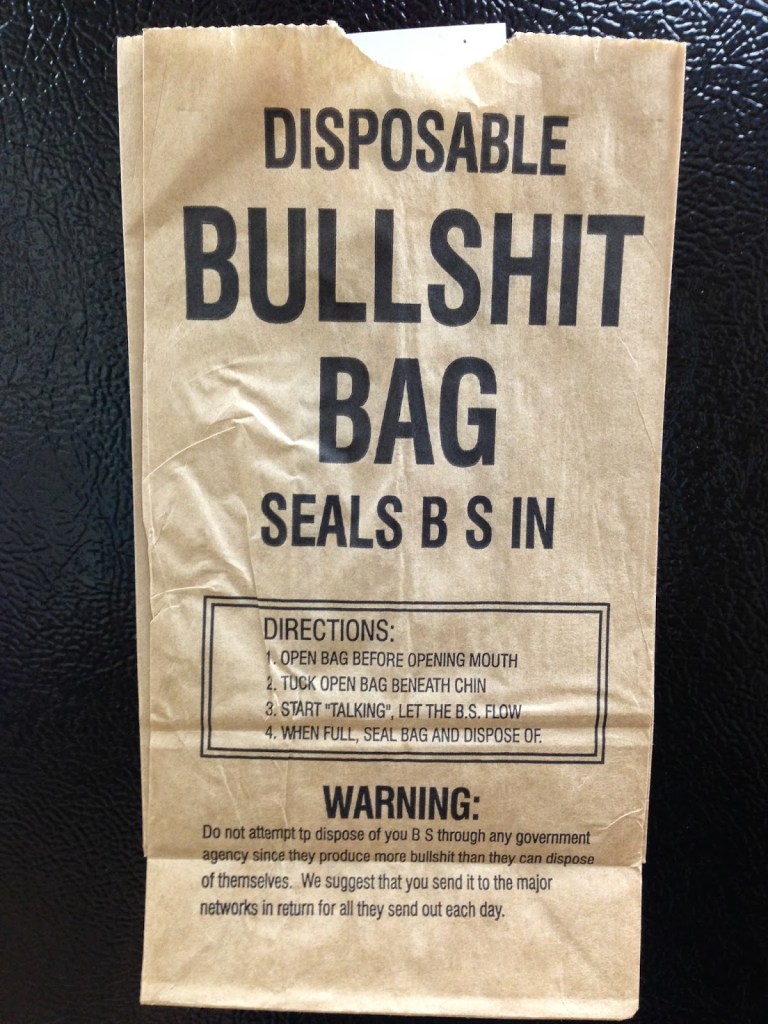 DISPOSABLE
BULLSHIT
BAG
SEALS B S IN
DIRECTIONS:
1. OPEN BAG BEFORE OPENING MOUTH
2. TUCK OPEN BAG BENEATH CHIN
3. START "TALKING", LET THE B.S. FLOW
4. WHEN FULL, SEAL BAG AND DISPOSE OF.
WARNING:
Do not attempt tp dispose of you B S through any government
agency since they produce more bullshit than they can dispose
of themselves. We suggest that you send it to the major
networks in return for all they send out each day.